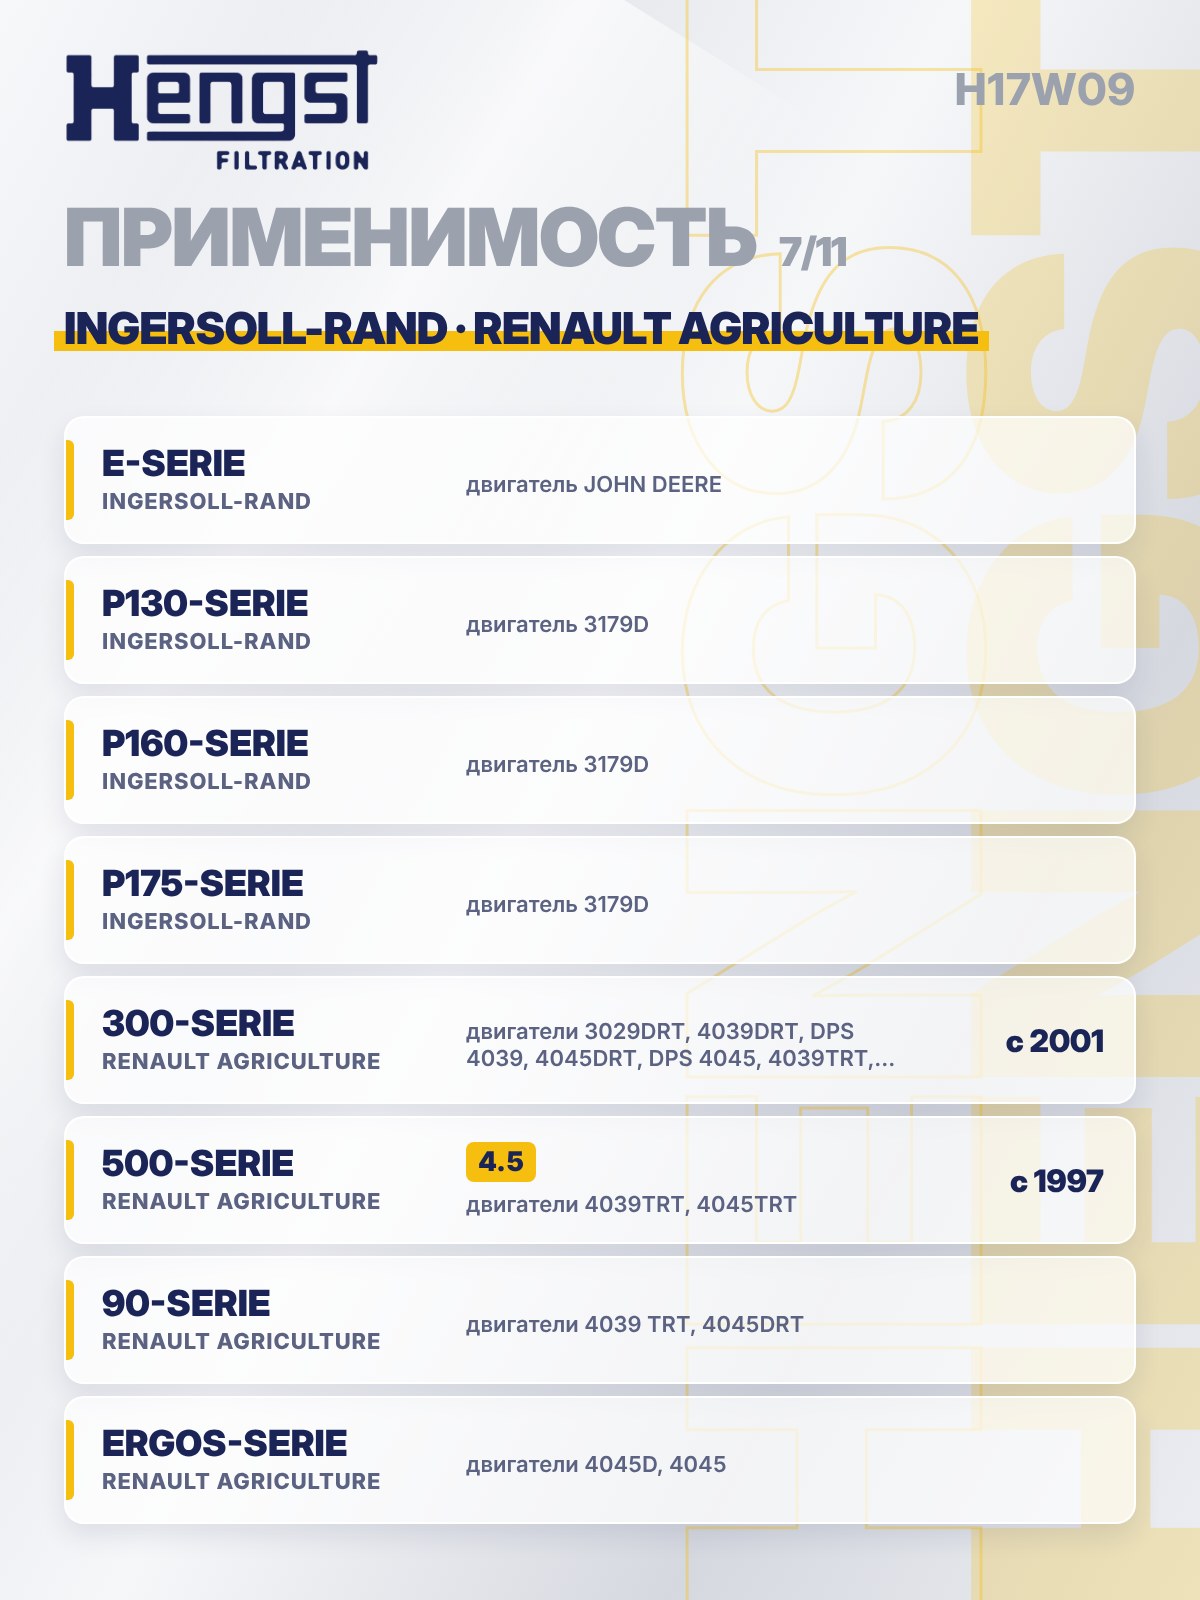 Hengst
FILTRATION
H17W09
ПРИМЕНИМОСТЬ 7/11
INGERSOLL-RAND · RENAULT AGRICULTURE
E-SERIE
INGERSOLL-RAND
двигатель JOHN DEERE
P130-SERIE
INGERSOLL-RAND
двигатель 3179D
P160-SERIE
INGERSOLL-RAND
двигатель 3179D
P175-SERIE
INGERSOLL-RAND
двигатель 3179D
300-SERIE
RENAULT AGRICULTURE
двигатели 3029DRT, 4039DRT, DPS
4039, 4045DRT, DPS 4045, 4039TRT,...
с 2001
500-SERIE
RENAULT AGRICULTURE
4.5
двигатели 4039TRT, 4045TRT
с 1997
90-SERIE
RENAULT AGRICULTURE
двигатели 4039 TRT, 4045DRT
ERGOS-SERIE
RENAULT AGRICULTURE
двигатели 4045D, 4045
HENGST
HENGST